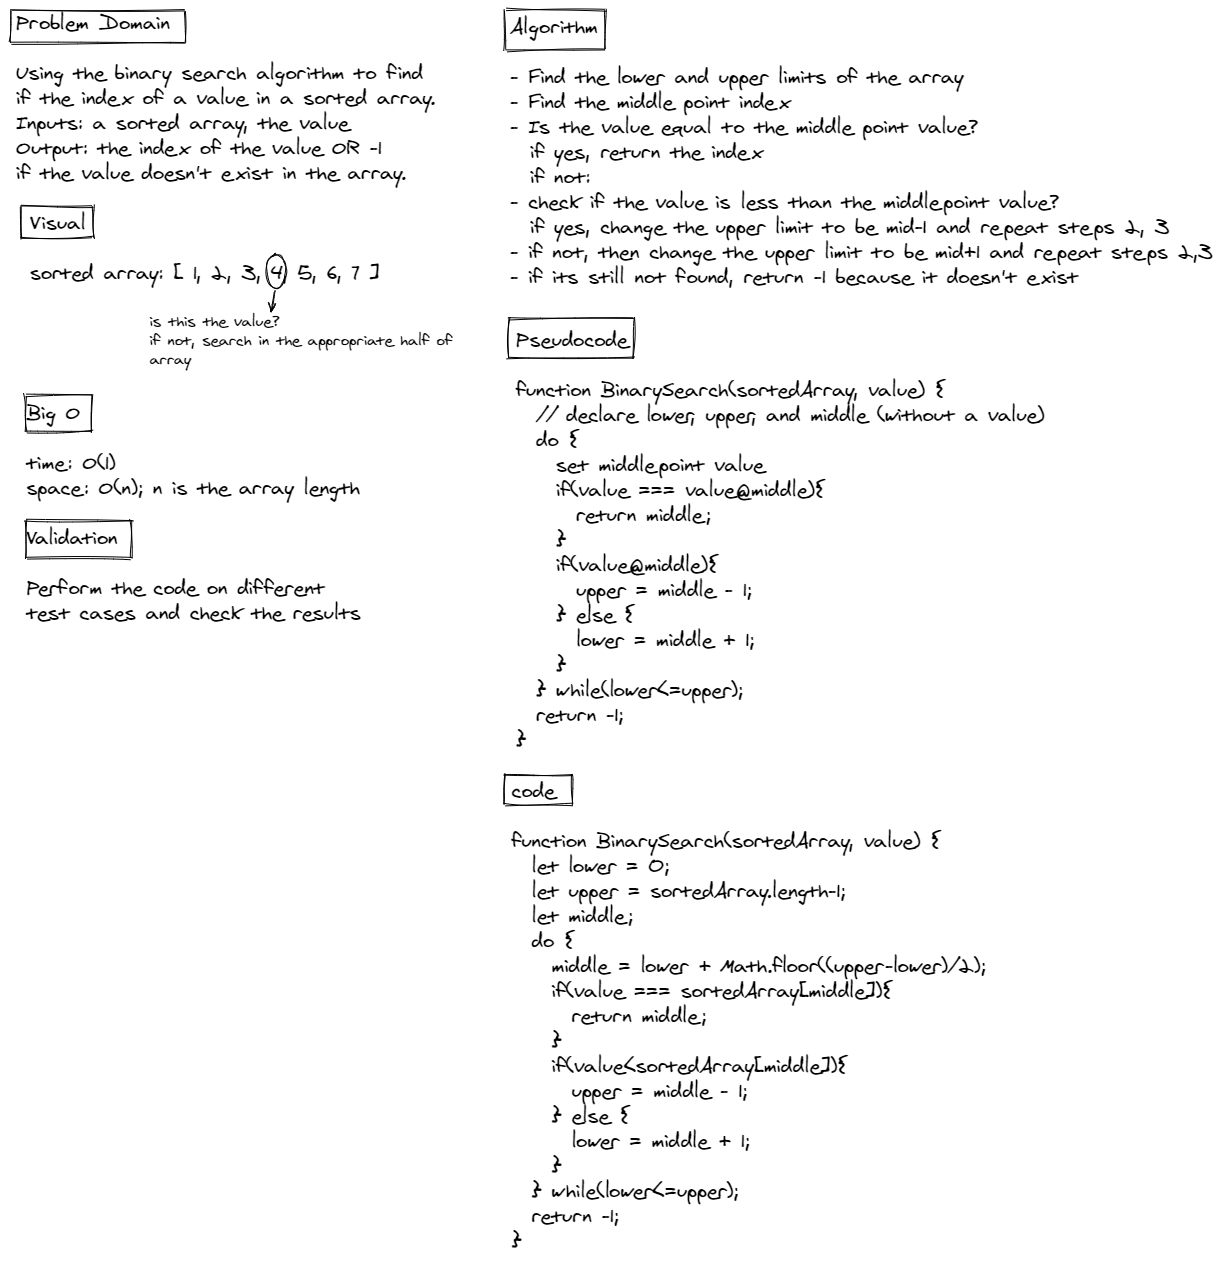 Problem Domain
Using the binary search algorithm to find
if the index of a value in a sorted array.
Inputs: a sorted array, the value
Output: the index of the value OR -1
if the value doesn't exist in the array.
Visual
sorted array: [ 1, 2, 3, 4, 5, 6, 7 ]
is this the value?
if not, search in the appropriate half of
array
Big O
time: O(1)
space: O(n); n is the array length
Validation
Perform the code on different
test cases and check the results
Algorithm
- Find the lower and upper limits of the array
- Find the middle point index
- Is the value equal to the middle point value?
if yes, return the index
if not:
- check if the value is less than the middlepoint value?
if yes, change the upper limit to be mid-1 and repeat steps 2, 3
- if not, then change the upper limit to be mid+1 and repeat steps 2,3
- if its still not found, return -1 because it doesn't exist
Pseudocode
function BinarySearch(sortedArray, value) {
// declare lower, upper, and middle (without a value)
do {
set middlepoint value
if(value === value@middle){
return middle;
}
if(value@middle){
upper = middle - 1;
} else {
lower = middle + 1;
}
} while(lower<=upper);
return -1;
}
code
function BinarySearch(sortedArray, value) {
let lower = 0;
let upper = sortedArray.length-1;
let middle;
do {
middle = lower + Math.floor((upper-lower)/2);
if(value === sortedArray[middle]){
return middle;
}
if(value<sortedArray[middle]){
upper = middle - 1;
} else {
lower = middle + 1;
}
} while(lower<=upper);
return -1;
}